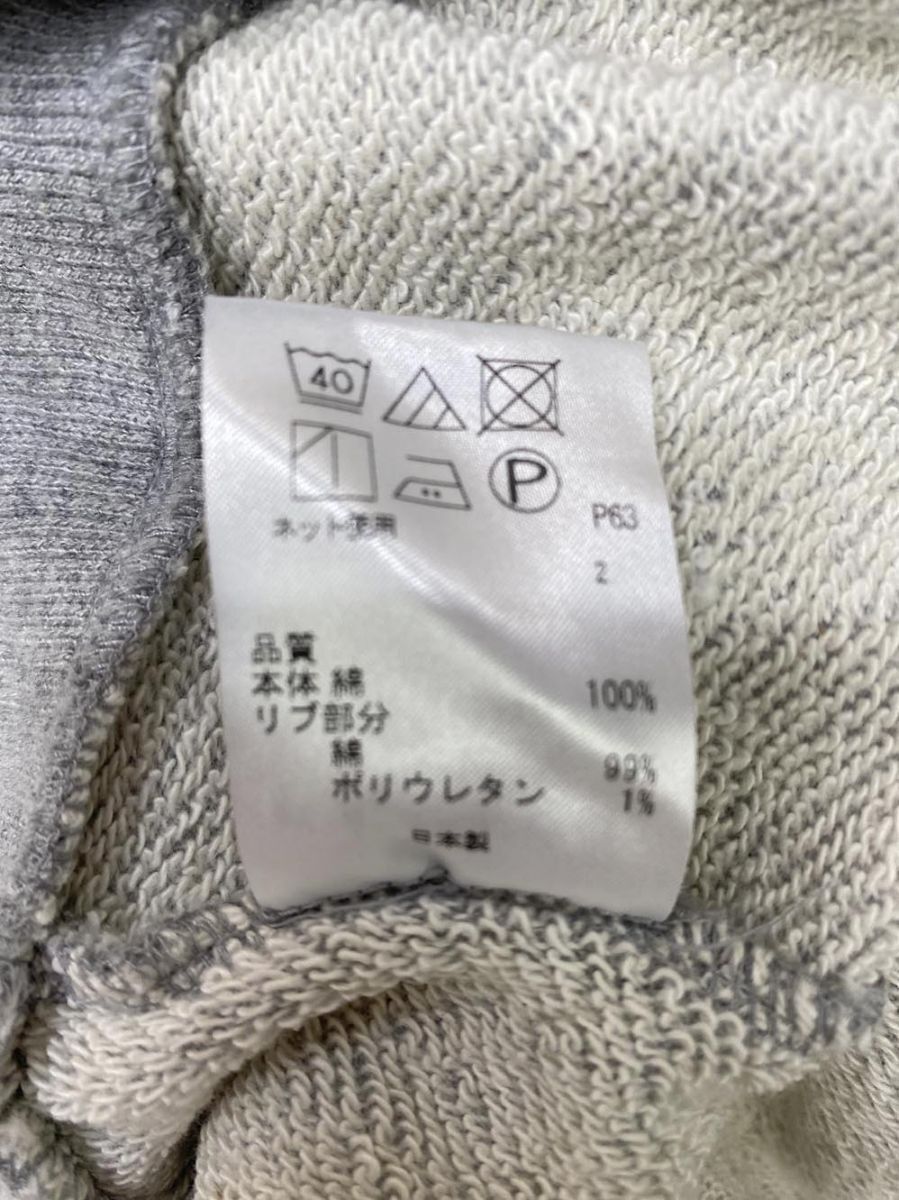 40
P
ネット使用
P63
2
品質
本体 綿 100%
リブ部分
綿 99%
ポリウレタン 1%
日本製